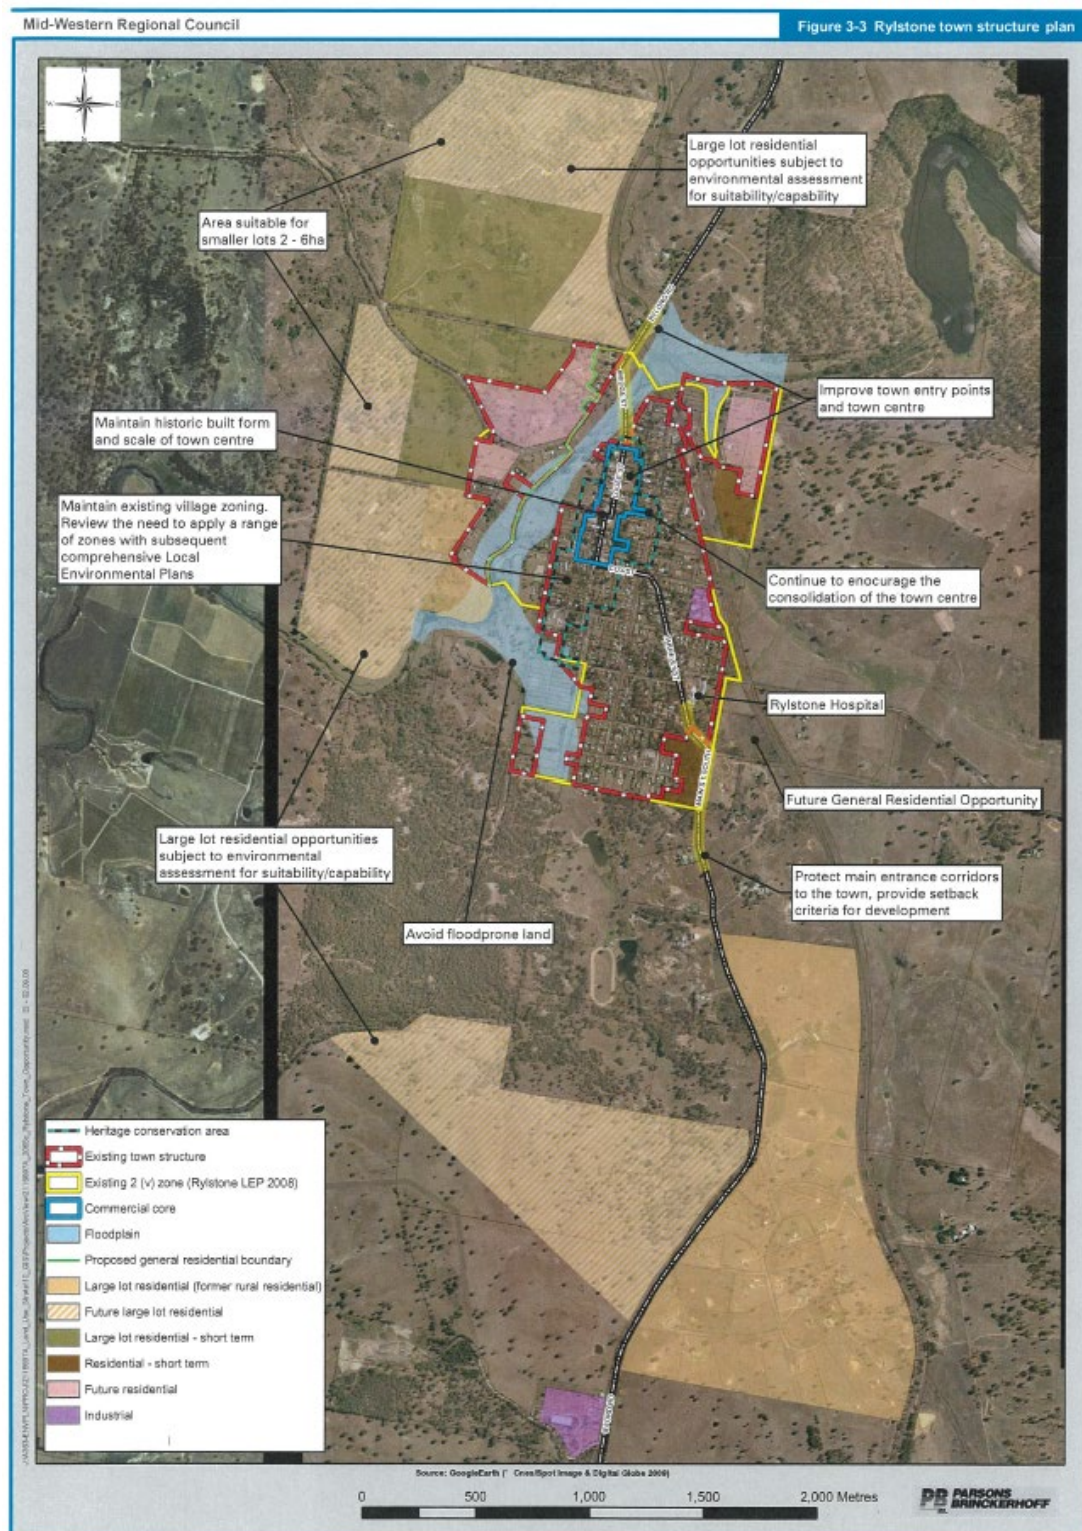 Mid-Western Regional Council
Figure 3-3 Rylstone town structure plan
N
W
E
Large lot residential
opportunities subject to
environmental assessment
for suitability/capability
Area suitable for
smaller lots 2 - 6ha
Improve town entry points
and town centre
Maintain historic built form
and scale of town centre
Maintain existing village zoning.
Review the need to apply a range
of zones with subsequent
comprehensive Local
Environmental Plans
Continue to enocurage the
consolidation of the town centre
Rylstone Hospital
Future General Residential Opportunity
Large lot residential opportunities
subject to environmental
assessment for suitability/capability
Protect main entrance corridors
to the town, provide setback
criteria for development
Avoid floodprone land
Heritage conservation area
Existing town structure
Existing 2 (v) zone (Rylstone LEP 2008)
Commercial core
Floodplain
Proposed general residential boundary
Large lot residential (former rural residential)
Future large lot residential
Large lot residential - short term
Residential - short term
Future residential
Industrial
Source: GoogleEarth (" Cnes/Spot Image & Digital Globe 2009)
0 500 1,000 1,500 2,000 Metres
PB PARSONS
BRINCKERHOFF